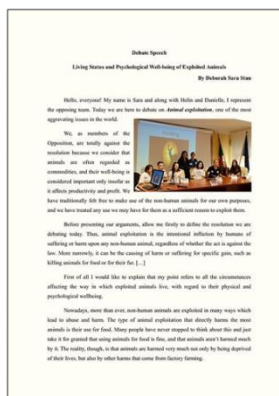 Debate Speech
Living Status and Psychological Well-being of Exploited Animals
By Deborah Sara Stan
Hello, everyone! My name is Sara and along with Helin and Danielle, I represent
the opposing team. Today we are here to debate on Animal exploitation, one of the most
aggravating issues in the world.
We, as members of the
Opposition, are totally against the
resolution because we consider that
animals are often regarded as
commodities, and their well-being is
considered important only insofar as
it affects productivity and profit. We
have traditionally felt free to make use of the non-human animals for our own purposes,
and we have treated any use we may have for them as a sufficient reason to exploit them.
Before presenting our arguments, allow me firstly to define the resolution we are
debating today. Thus, animal exploitation is the intentional infliction by humans of
suffering or harm upon any non-human animal, regardless of whether the act is against the
law. More narrowly, it can be the causing of harm or suffering for specific gain, such as
killing animals for food or for their fur. […]
First of all I would like to explain that my point refers to all the circumstances
affecting the way in which exploited animals live, with regard to their physical and
psychological wellbeing.
Nowadays, more than ever, non-human animals are exploited in many ways which
lead to abuse and harm. The type of animal exploitation that directly harms the most
animals is their use for food. Many people have never stopped to think about this and just
take it for granted that using animals for food is fine, and that animals aren't harmed much
by it. The reality, though, is that animals are harmed very much not only by being deprived
of their lives, but also by other harms that come from factory farming.